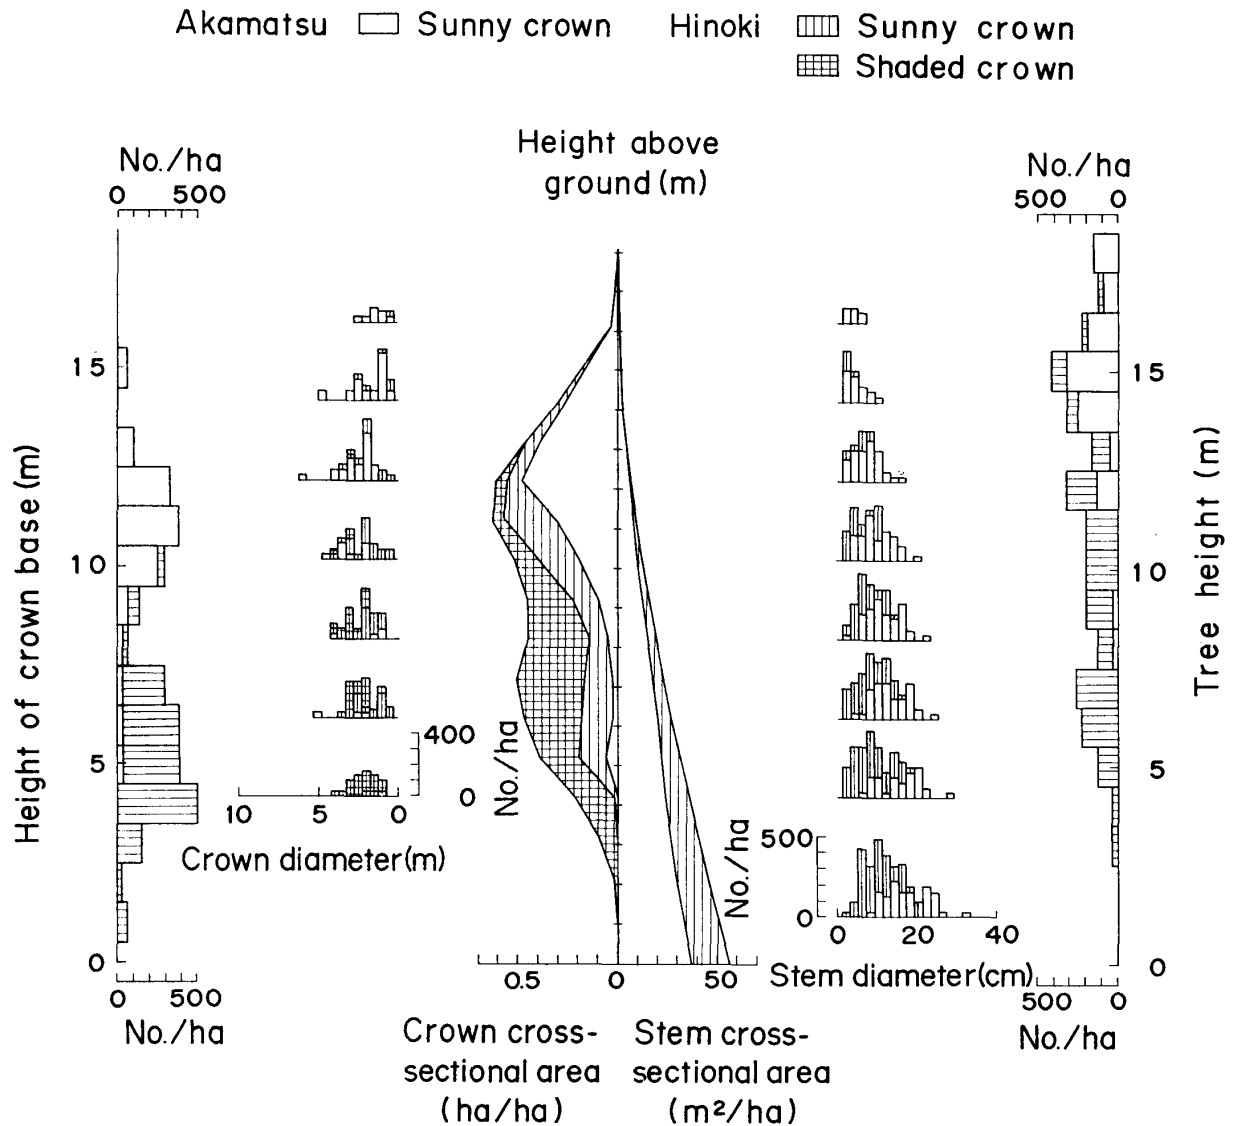 Akamatsu Sunny crown Hinoki Sunny crown
Shaded crown
Height above
ground (m)
No./ha
0 500
No./ha
500 0
15
10
5
0
Height of crown base (m)
15
10
5
0
Tree height (m)
400
0
No./ha
10 5 0
Crown diameter(m)
500
0
No./ha
0 20 40
Stem diameter(cm)
0.5 0 50
0 500
No./ha
500 0
No./ha
Crown cross-
sectional area
(ha/ha)
Stem cross-
sectional area
(m²/ha)